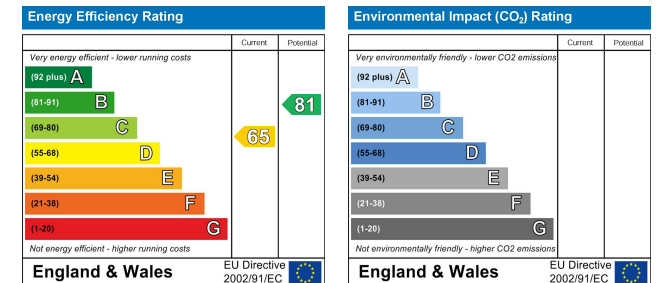 Energy Efficiency Rating
Current Potential
Very energy efficient - lower running costs
(92 plus) A
(81-91) B
(69-80) C
(55-68) D
(39-54) E
(21-38) F
(1-20) G
65
81
Not energy efficient - higher running costs
England & Wales
EU Directive
2002/91/EC
Environmental Impact (CO₂) Rating
Current Potential
Very environmentally friendly - lower CO2 emissions
(92 plus) A
(81-91) B
(69-80) C
(55-68) D
(39-54) E
(21-38) F
(1-20) G
Not environmentally friendly - higher CO2 emissions
England & Wales
EU Directive
2002/91/EC